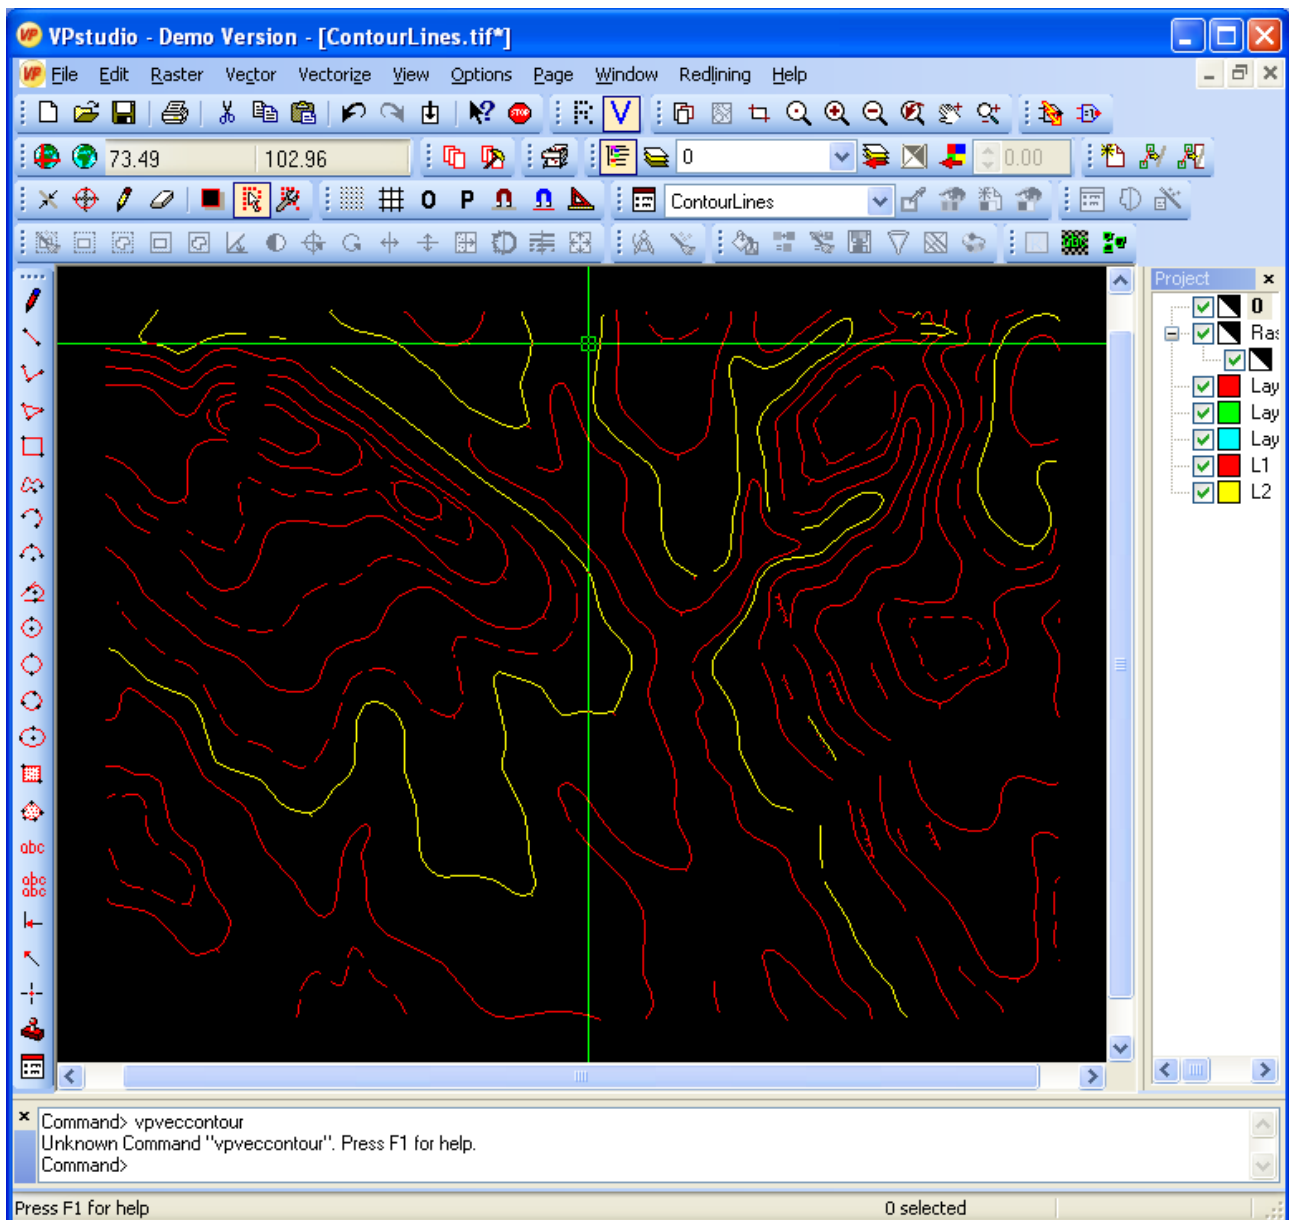 VPstudio - Demo Version - [ContourLines.tif*]
File Edit Raster Vector Vectorize View Options Page Window Redlining Help
73.49 102.96 0 0.00
O P ContourLines
Project
0
Ras
Lay
Lay
Lay
L1
L2
abc
abc
abc
Command> vpveccontour
Unknown Command "vpveccontour". Press F1 for help.
Command>
Press F1 for help 0 selected